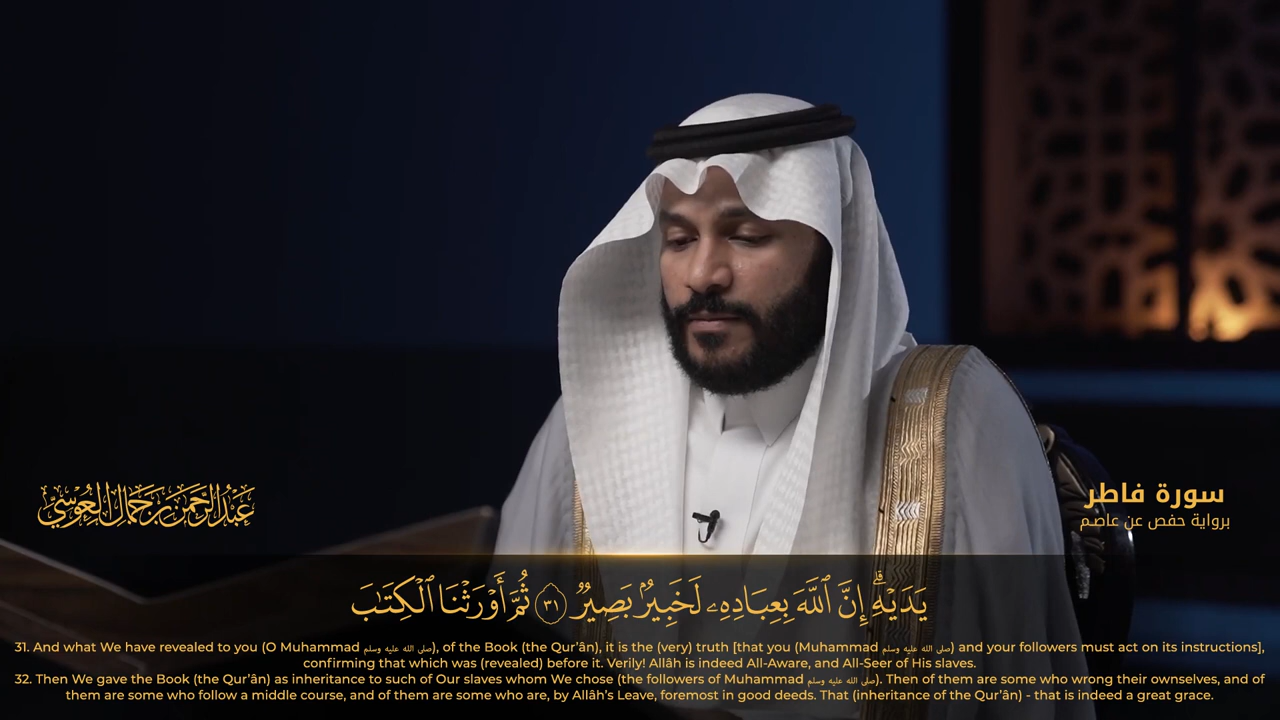 عبد الرحمن بن جمال العوسي
سورة فاطر
برواية حفص عن عاصم
يَدَيْهِ ۗ إِنَّ ٱللَّهَ بِعِبَادِهِۦ لَخَبِيرٌۢ بَصِيرٌ ٣١ ثُمَّ أَوْرَثْنَا ٱلْكِتَٰبَ
31. And what We have revealed to you (O Muhammad صلى الله عليه وسلم), of the Book (the Qur’ân), it is the (very) truth [that you (Muhammad صلى الله عليه وسلم) and your followers must act on its instructions],
confirming that which was (revealed) before it. Verily! Allâh is indeed All-Aware, and All-Seer of His slaves.
32. Then We gave the Book (the Qur’ân) as inheritance to such of Our slaves whom We chose (the followers of Muhammad صلى الله عليه وسلم). Then of them are some who wrong their ownselves, and of
them are some who follow a middle course, and of them are some who are, by Allâh’s Leave, foremost in good deeds. That (inheritance of the Qur’ân) - that is indeed a great grace.